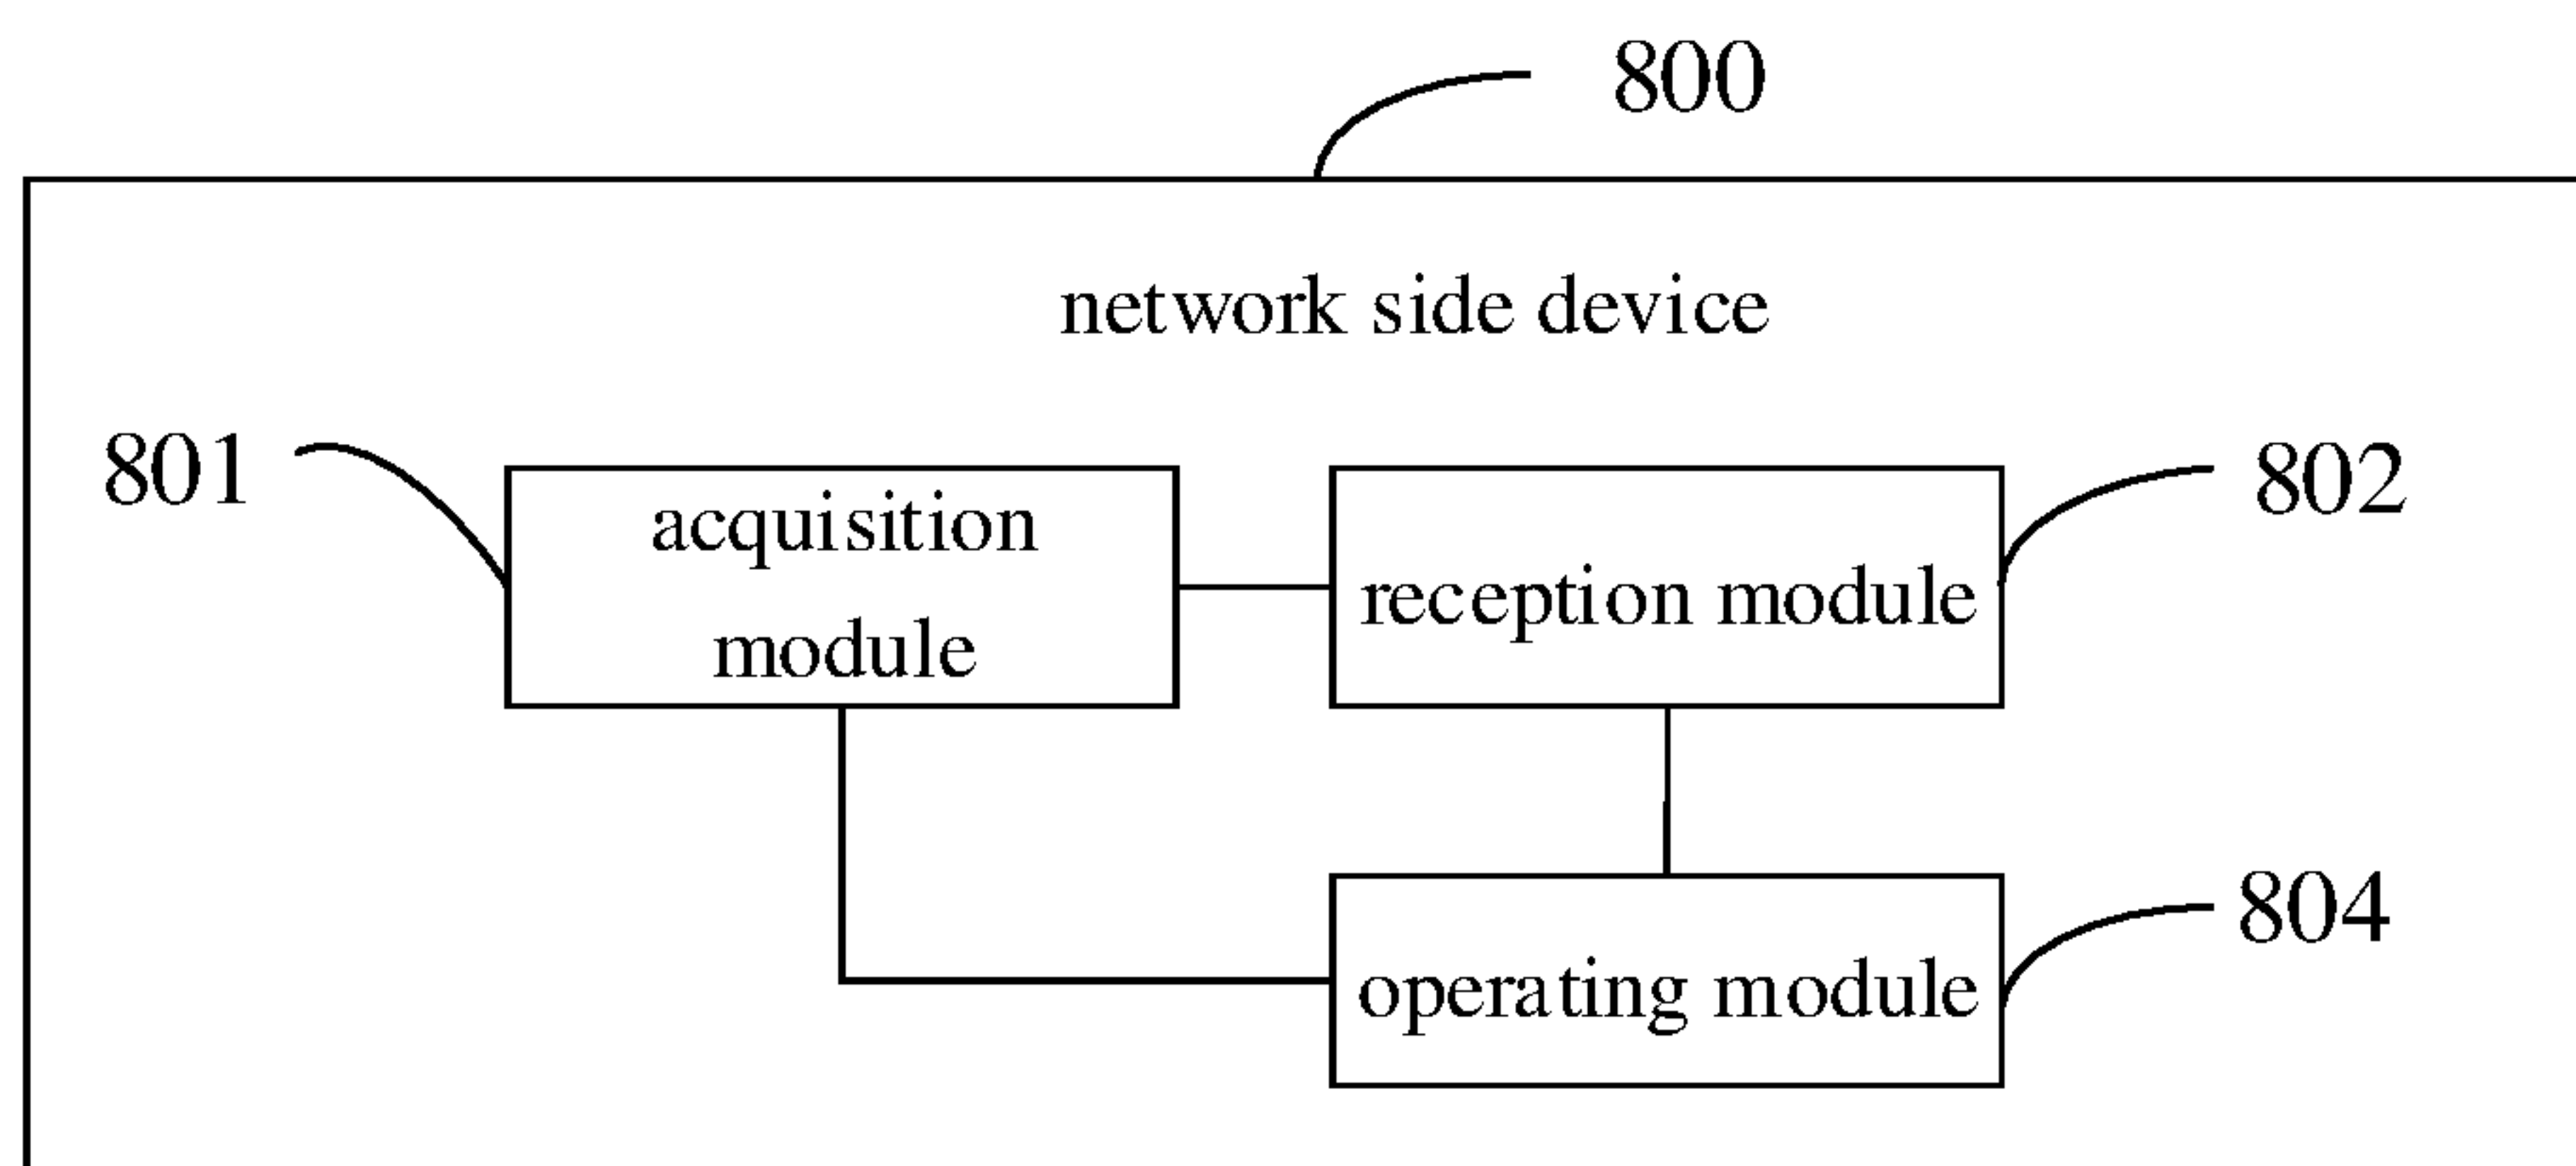 800
network side device
801
acquisition
module
reception module
802
operating module
804